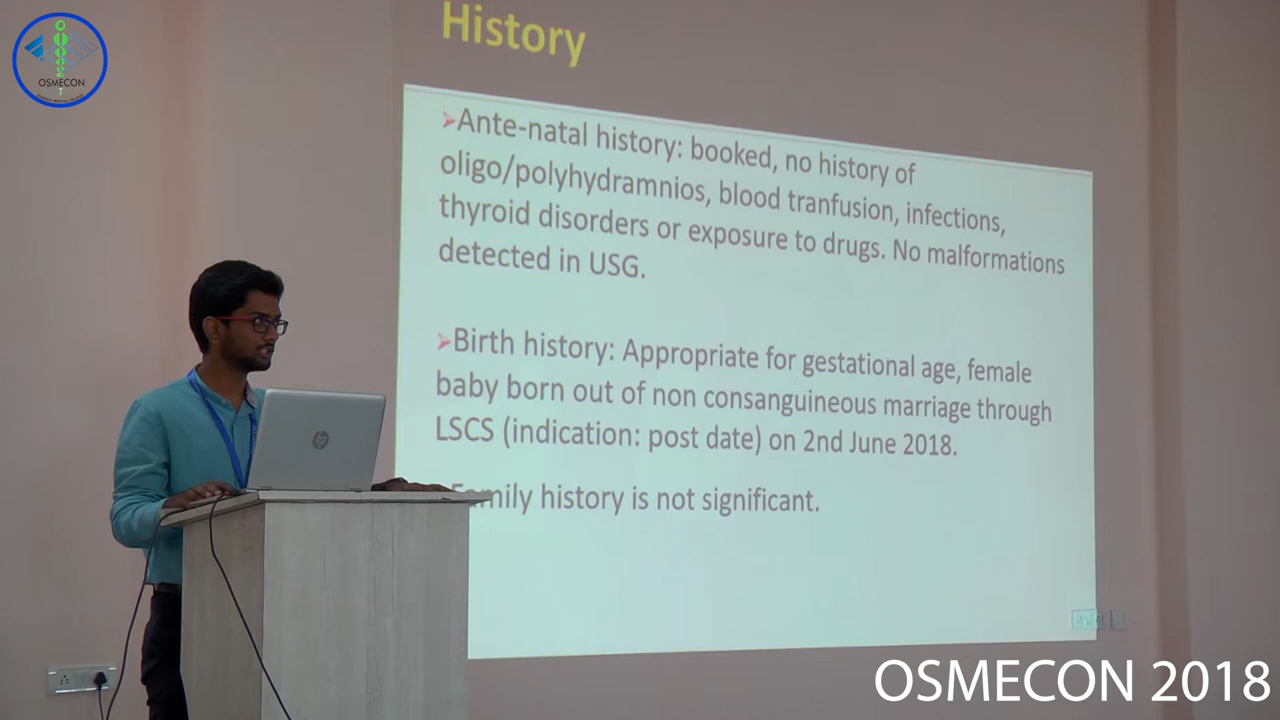 History
➢Ante-natal history: booked, no history of
oligo/polyhydramnios, blood tranfusion, infections,
thyroid disorders or exposure to drugs. No malformations
detected in USG.
➢Birth history: Appropriate for gestational age, female
baby born out of non consanguineous marriage through
LSCS (indication: post date) on 2nd June 2018.
Family history is not significant.
OSMECON
hp
OSMECON 2018